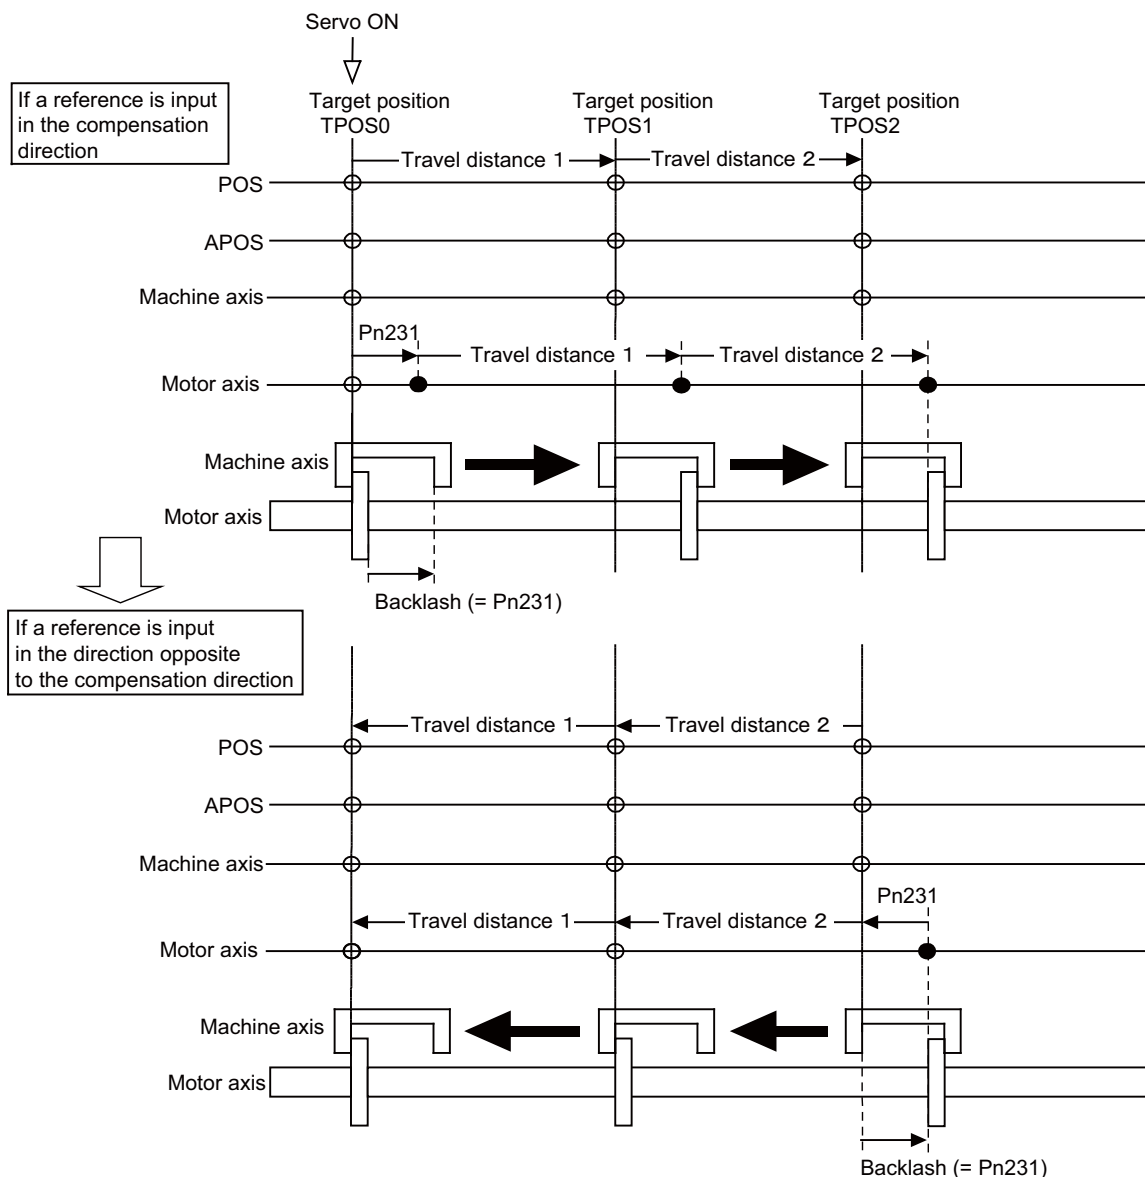 Servo ON
If a reference is input
in the compensation
direction
Target position
TPOS0
Target position
TPOS1
Target position
TPOS2
Travel distance 1
Travel distance 2
POS
APOS
Machine axis
Pn231
Travel distance 1
Travel distance 2
Motor axis
Machine axis
Motor axis
Backlash (= Pn231)
If a reference is input
in the direction opposite
to the compensation direction
Travel distance 1
Travel distance 2
POS
APOS
Machine axis
Pn231
Travel distance 1
Travel distance 2
Motor axis
Machine axis
Motor axis
Backlash (= Pn231)